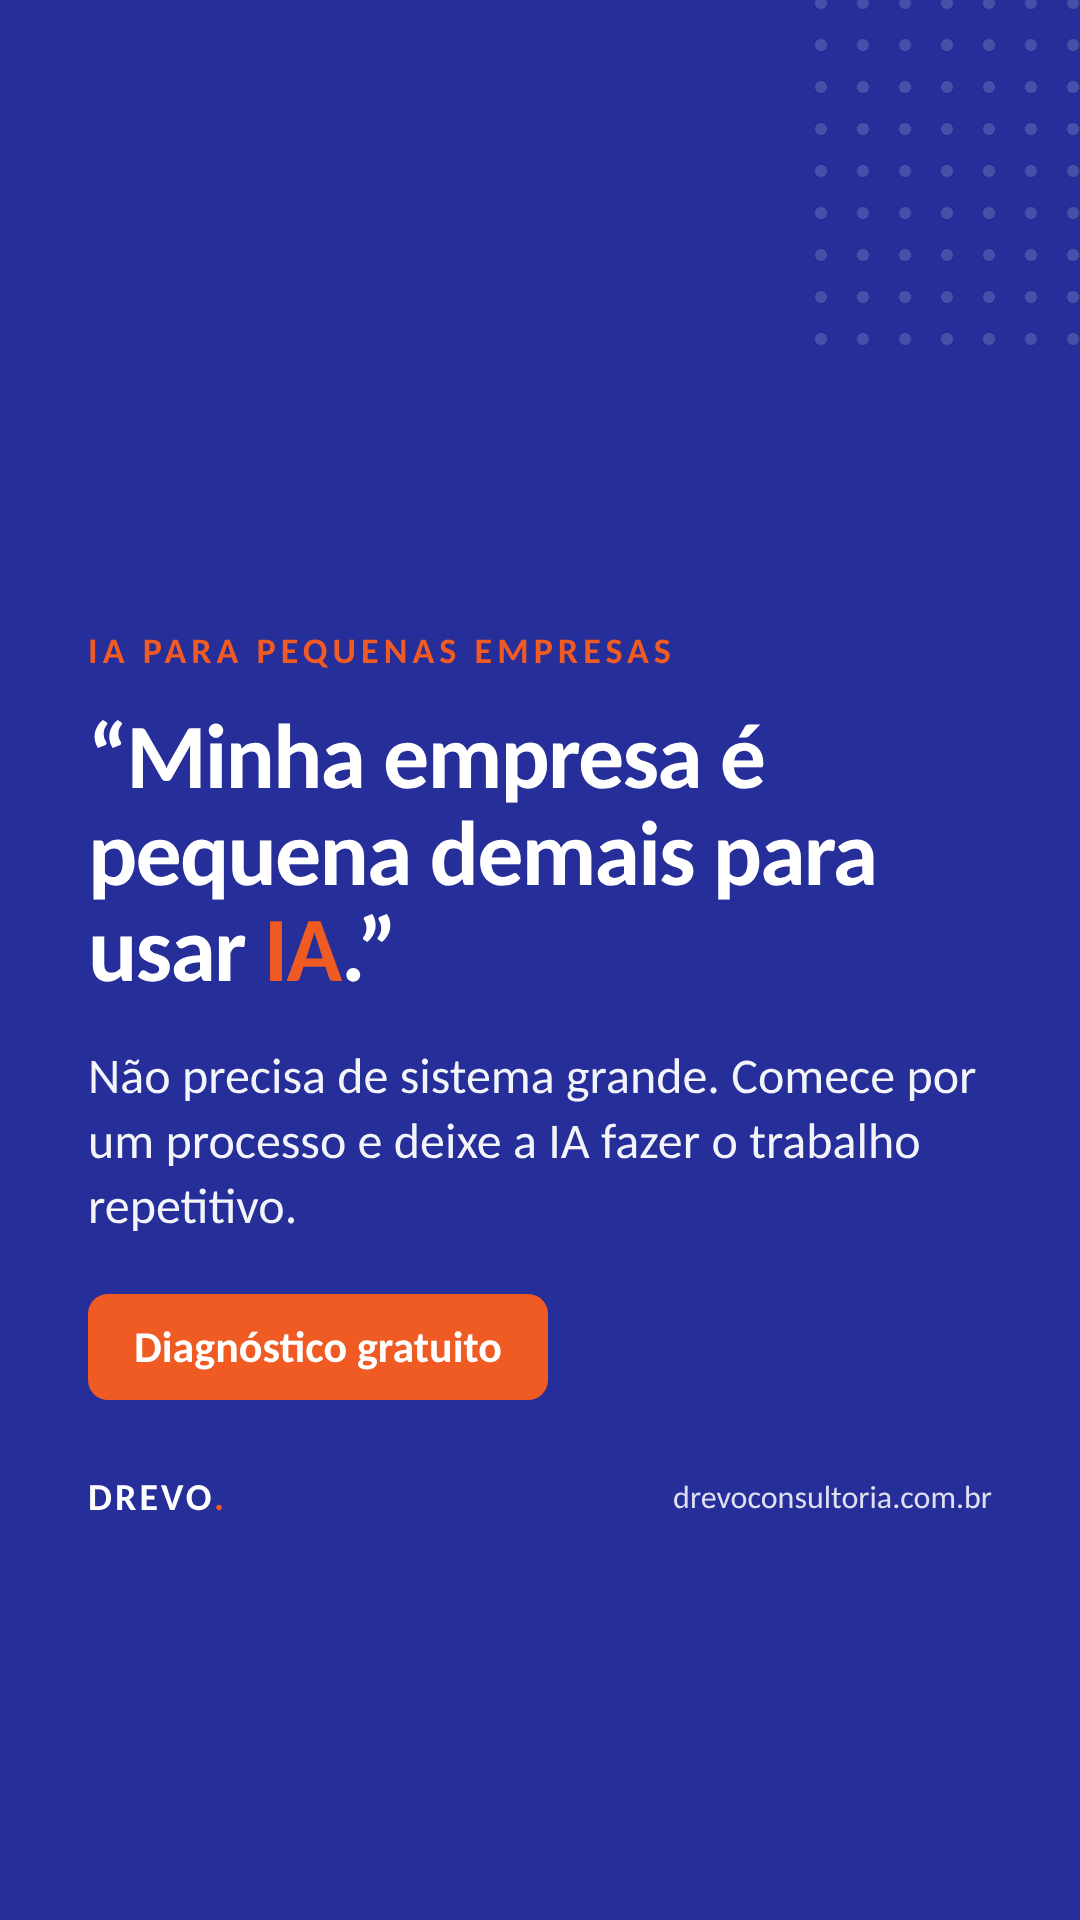 IA PARA PEQUENAS EMPRESAS
“Minha empresa é
pequena demais para
usar IA.”
Não precisa de sistema grande. Comece por
um processo e deixe a IA fazer o trabalho
repetitivo.
Diagnóstico gratuito
DREVO.
drevoconsultoria.com.br